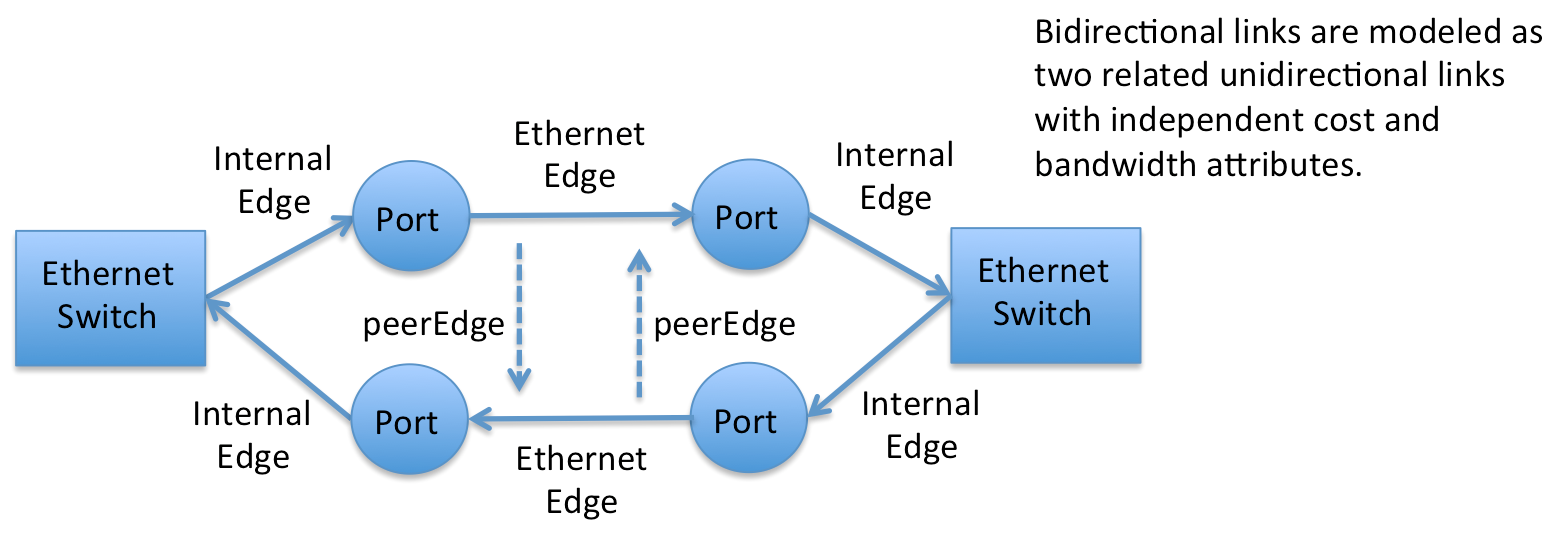 Bidirectional links are modeled as
two related unidirectional links
with independent cost and
bandwidth attributes.
Ethernet
Edge
Internal
Edge
Internal
Edge
Port
Port
Ethernet
Switch
Ethernet
Switch
peerEdge
peerEdge
Port
Port
Internal
Edge
Internal
Edge
Ethernet
Edge